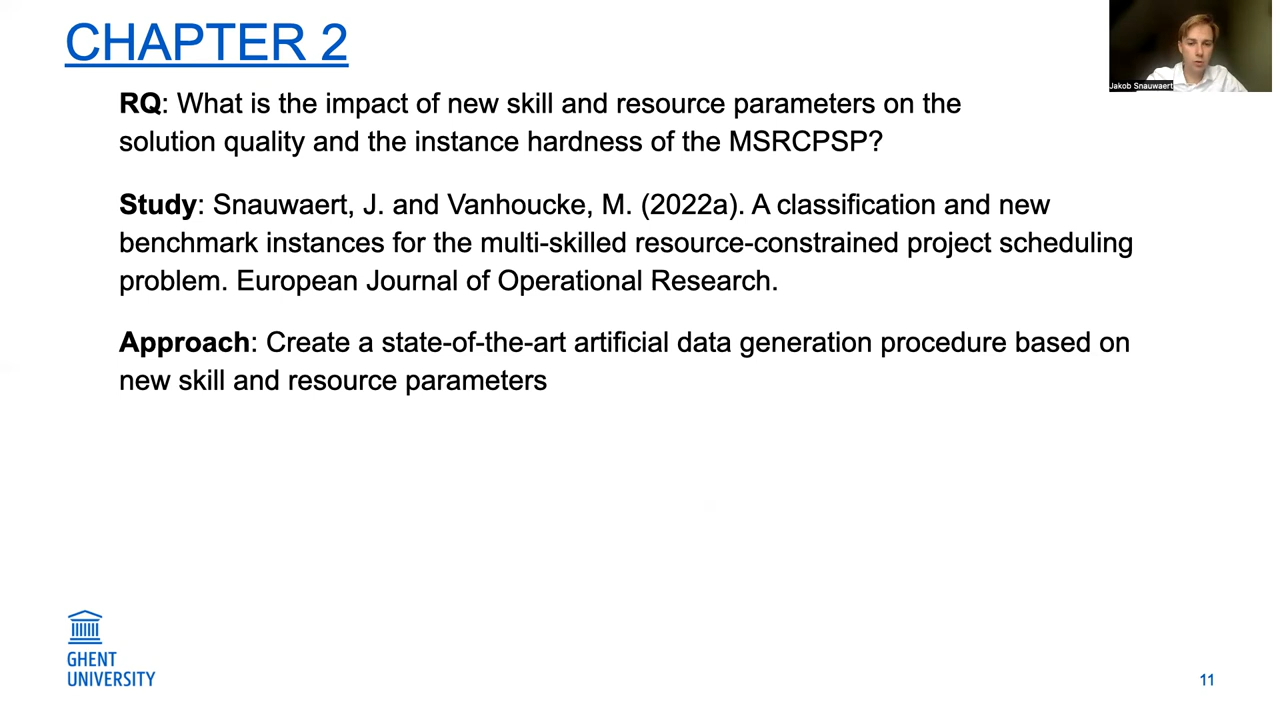 CHAPTER 2
Jakob Snauwaert
RQ: What is the impact of new skill and resource parameters on the
solution quality and the instance hardness of the MSRCPSP?
Study: Snauwaert, J. and Vanhoucke, M. (2022a). A classification and new
benchmark instances for the multi-skilled resource-constrained project scheduling
problem. European Journal of Operational Research.
Approach: Create a state-of-the-art artificial data generation procedure based on
new skill and resource parameters
GHENT
UNIVERSITY
11